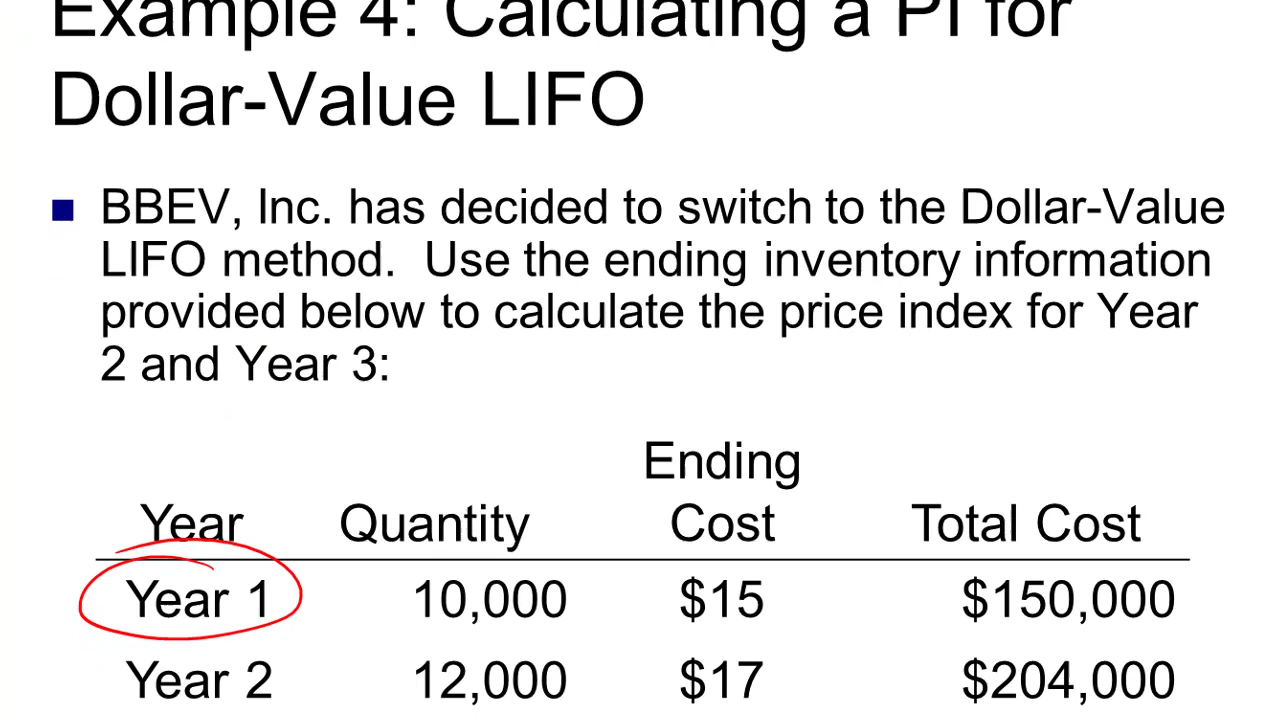 Example 4: Calculating a PI for
Dollar-Value LIFO
BBEV, Inc. has decided to switch to the Dollar-Value
LIFO method.  Use the ending inventory information
provided below to calculate the price index for Year
2 and Year 3:
Ending
Year Quantity Cost Total Cost
Year 1 10,000 $15 $150,000
Year 2 12,000 $17 $204,000